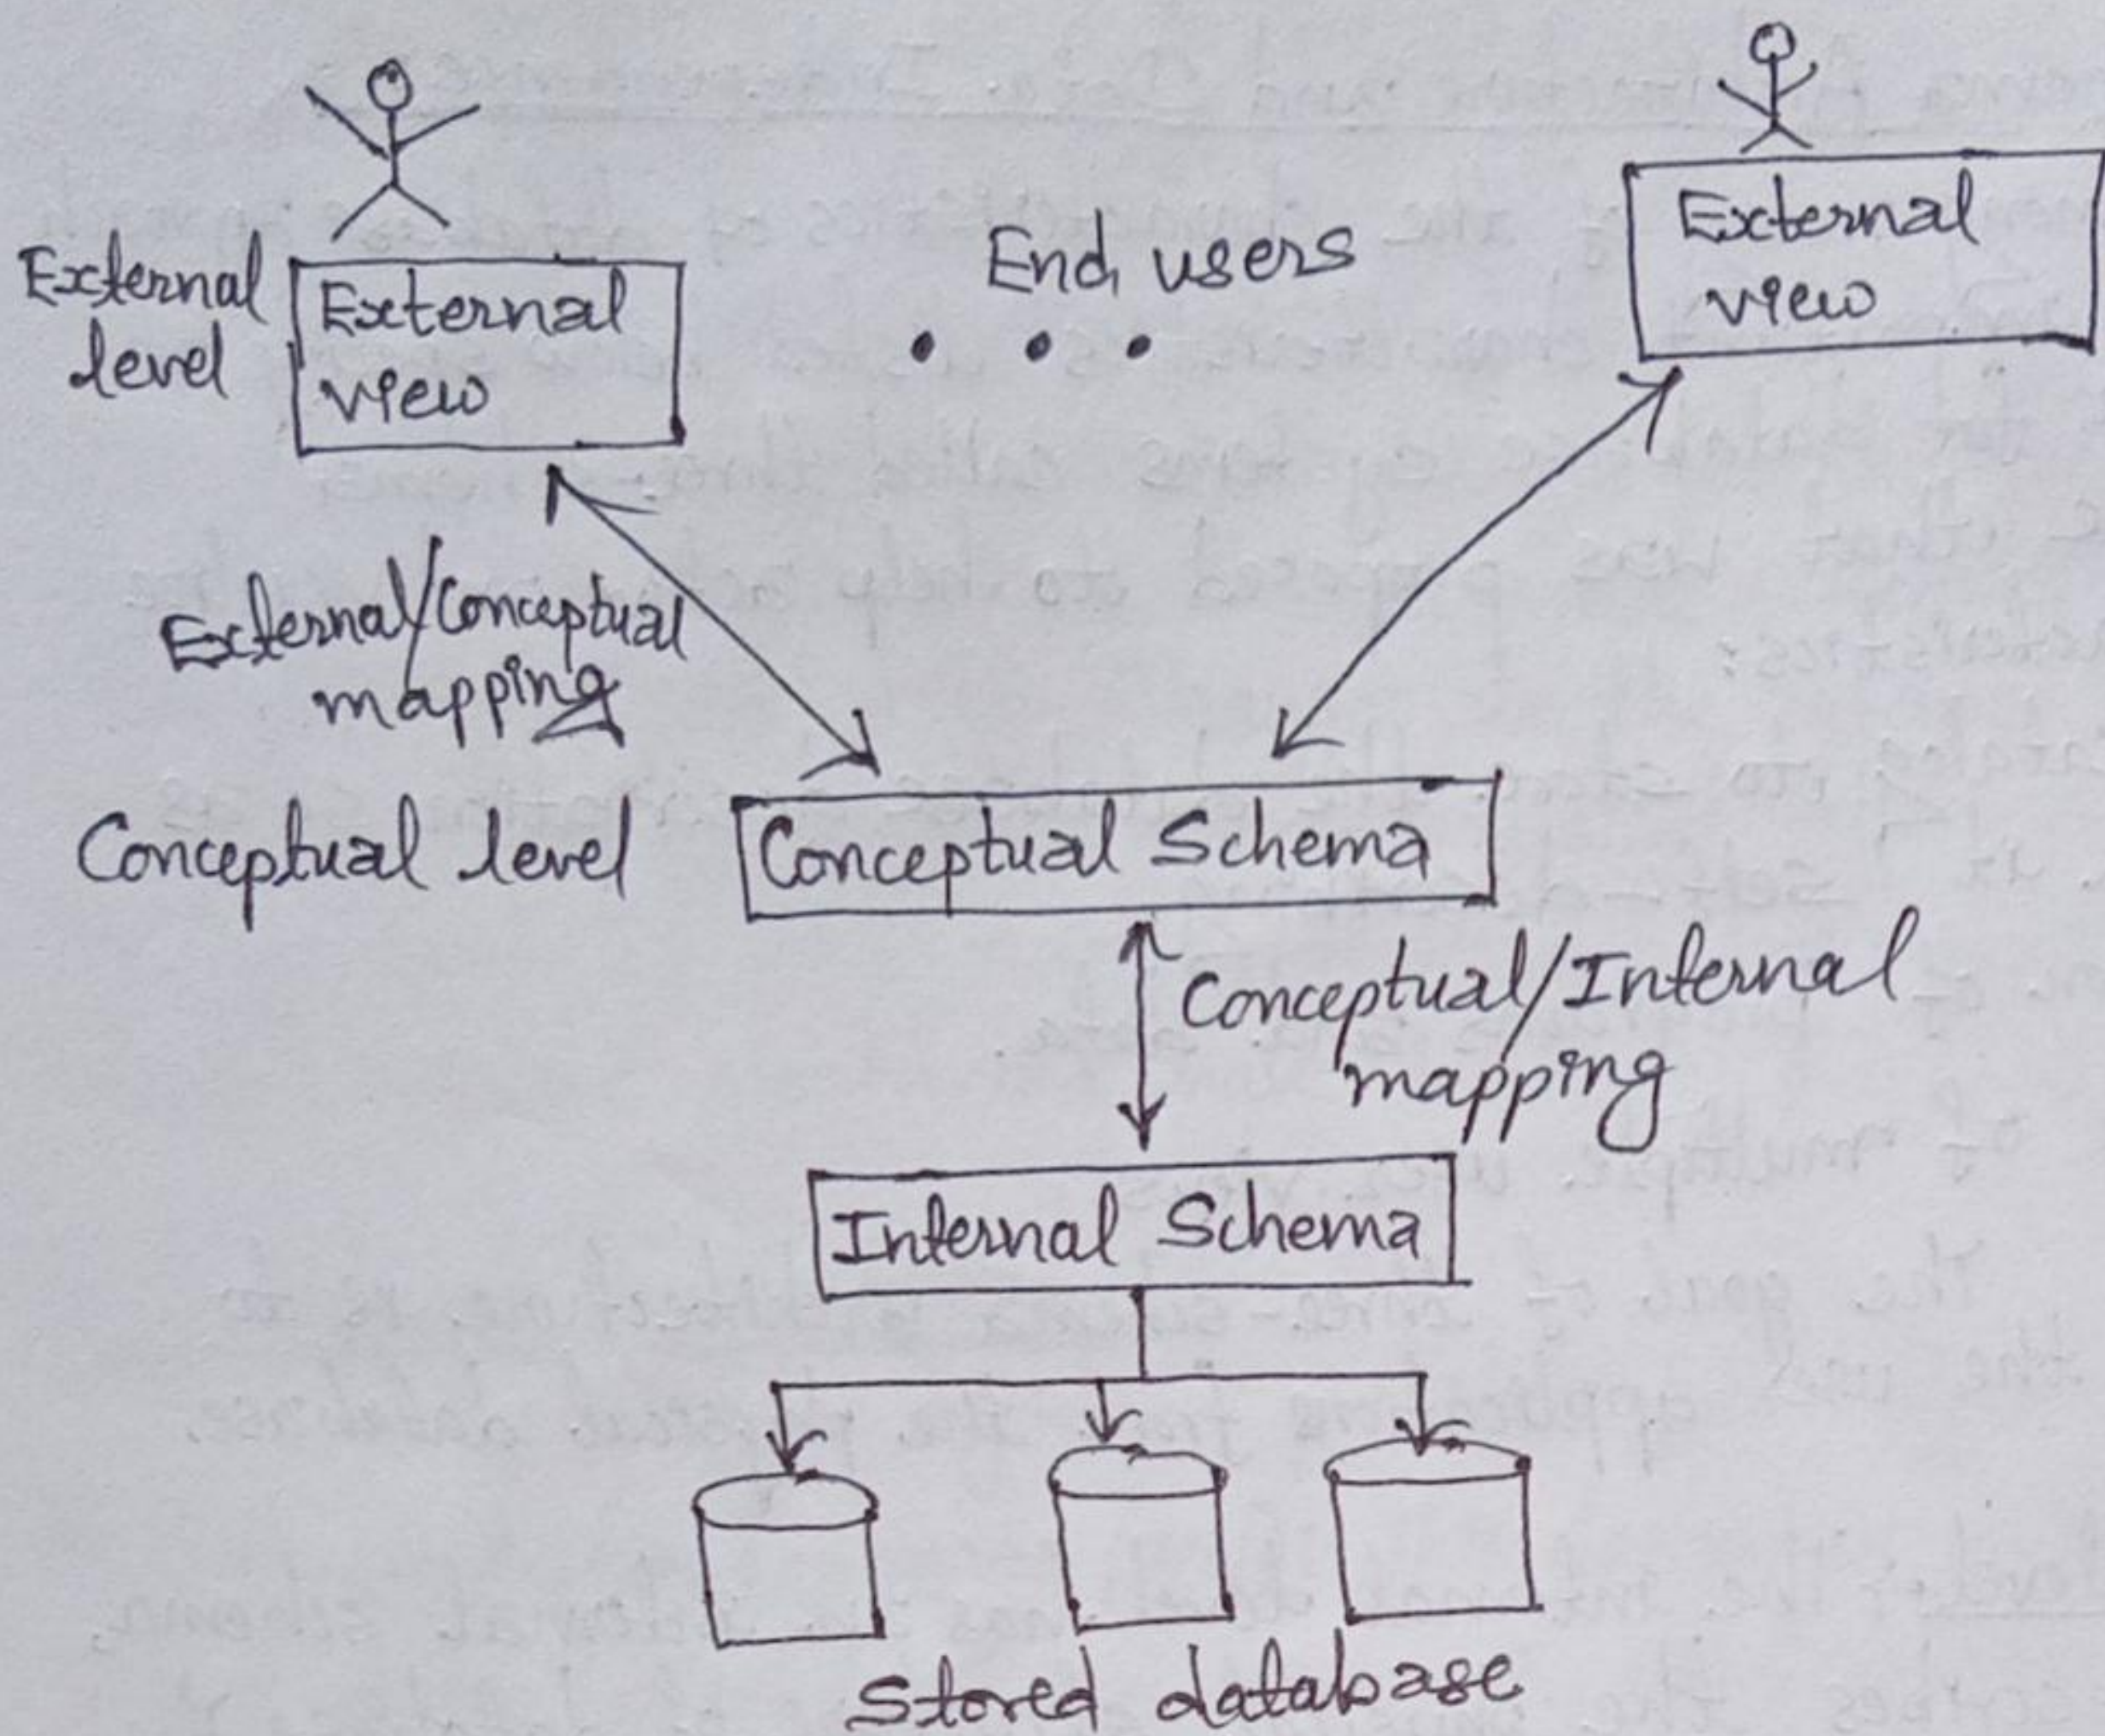 End users
External
level
External
view
External
view
External/Conceptual
mapping
Conceptual level
Conceptual Schema
Conceptual/Internal
mapping
Internal Schema
Stored database